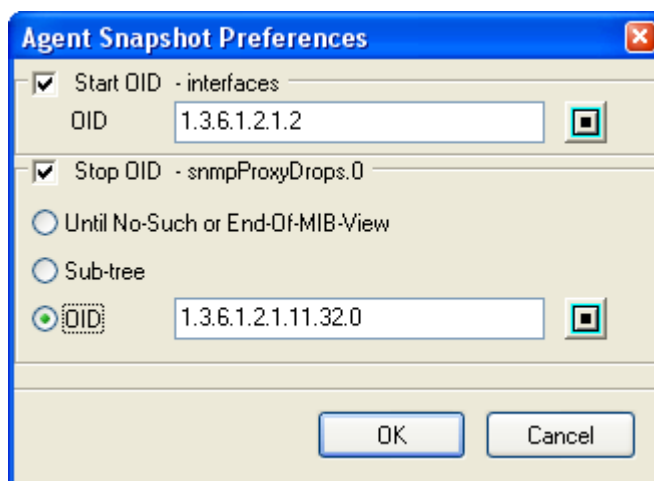 Agent Snapshot Preferences
Start OID - interfaces
OID 1.3.6.1.2.1.2
Stop OID - snmpProxyDrops.0
Until No-Such or End-Of-MIB-View
Sub-tree
OID 1.3.6.1.2.1.11.32.0
OK Cancel